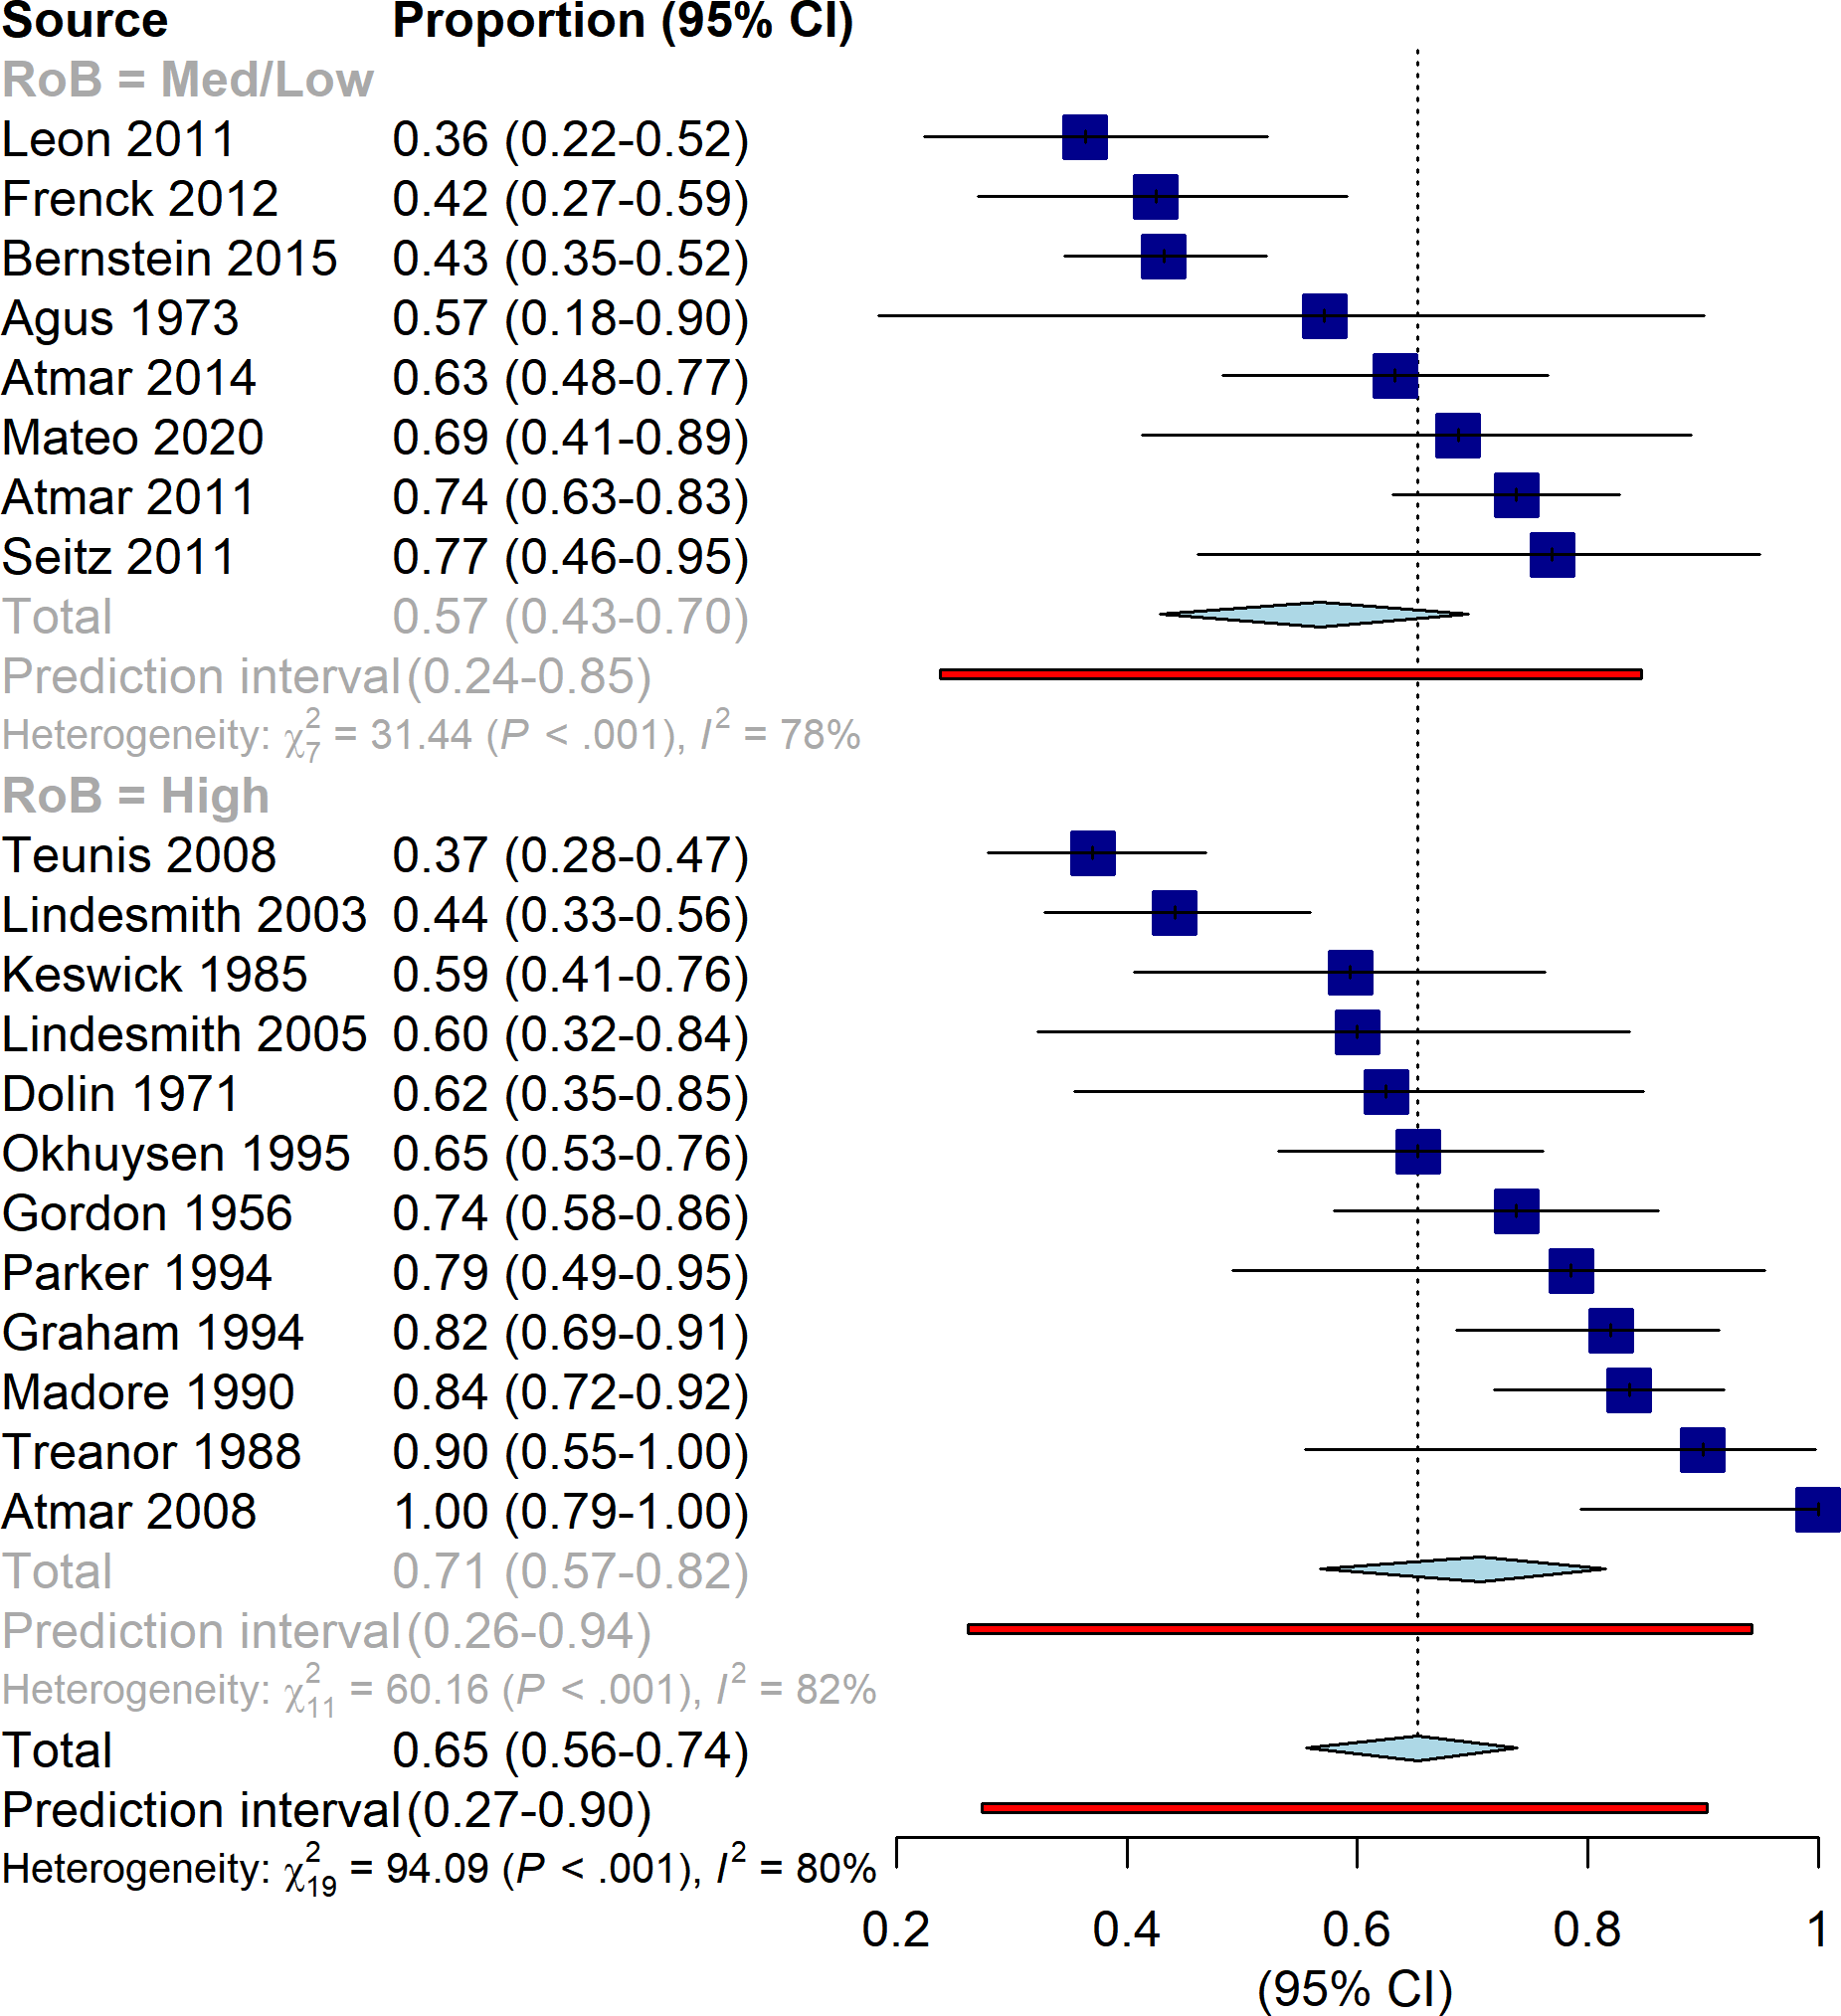 Source Proportion (95% CI)
RoB = Med/Low
Leon 2011 0.36 (0.22-0.52)
Frenck 2012 0.42 (0.27-0.59)
Bernstein 2015 0.43 (0.35-0.52)
Agus 1973 0.57 (0.18-0.90)
Atmar 2014 0.63 (0.48-0.77)
Mateo 2020 0.69 (0.41-0.89)
Atmar 2011 0.74 (0.63-0.83)
Seitz 2011 0.77 (0.46-0.95)
Total 0.57 (0.43-0.70)
Prediction interval (0.24-0.85)
Heterogeneity: χ²₇ = 31.44 (P < .001), I² = 78%
RoB = High
Teunis 2008 0.37 (0.28-0.47)
Lindesmith 2003 0.44 (0.33-0.56)
Keswick 1985 0.59 (0.41-0.76)
Lindesmith 2005 0.60 (0.32-0.84)
Dolin 1971 0.62 (0.35-0.85)
Okhuysen 1995 0.65 (0.53-0.76)
Gordon 1956 0.74 (0.58-0.86)
Parker 1994 0.79 (0.49-0.95)
Graham 1994 0.82 (0.69-0.91)
Madore 1990 0.84 (0.72-0.92)
Treanor 1988 0.90 (0.55-1.00)
Atmar 2008 1.00 (0.79-1.00)
Total 0.71 (0.57-0.82)
Prediction interval (0.26-0.94)
Heterogeneity: χ²₁₁ = 60.16 (P < .001), I² = 82%
Total 0.65 (0.56-0.74)
Prediction interval (0.27-0.90)
Heterogeneity: χ²₁₉ = 94.09 (P < .001), I² = 80%
0.2 0.4 0.6 0.8 1
(95% CI)